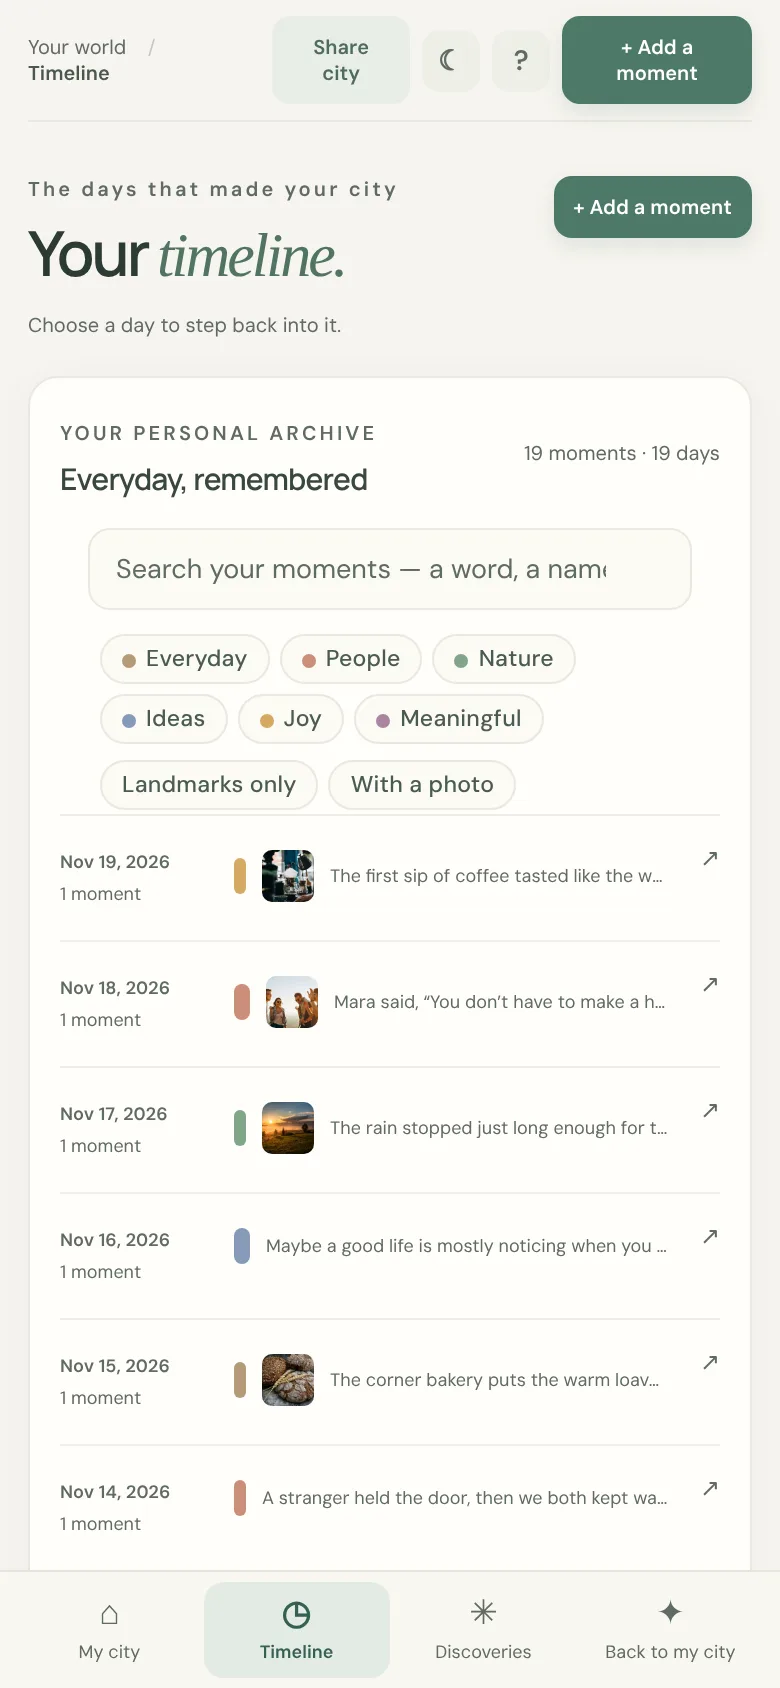 Your world /
Timeline
Share
city
?
+ Add a
moment
The days that made your city
Your timeline.
+ Add a moment
Choose a day to step back into it.
YOUR PERSONAL ARCHIVE
Everyday, remembered
19 moments · 19 days
Search your moments — a word, a name
Everyday
People
Nature
Ideas
Joy
Meaningful
Landmarks only
With a photo
Nov 19, 2026
1 moment
The first sip of coffee tasted like the w...
Nov 18, 2026
1 moment
Mara said, “You don’t have to make a h...
Nov 17, 2026
1 moment
The rain stopped just long enough for t...
Nov 16, 2026
1 moment
Maybe a good life is mostly noticing when you ...
Nov 15, 2026
1 moment
The corner bakery puts the warm loav...
Nov 14, 2026
1 moment
A stranger held the door, then we both kept wa...
My city
Timeline
Discoveries
Back to my city